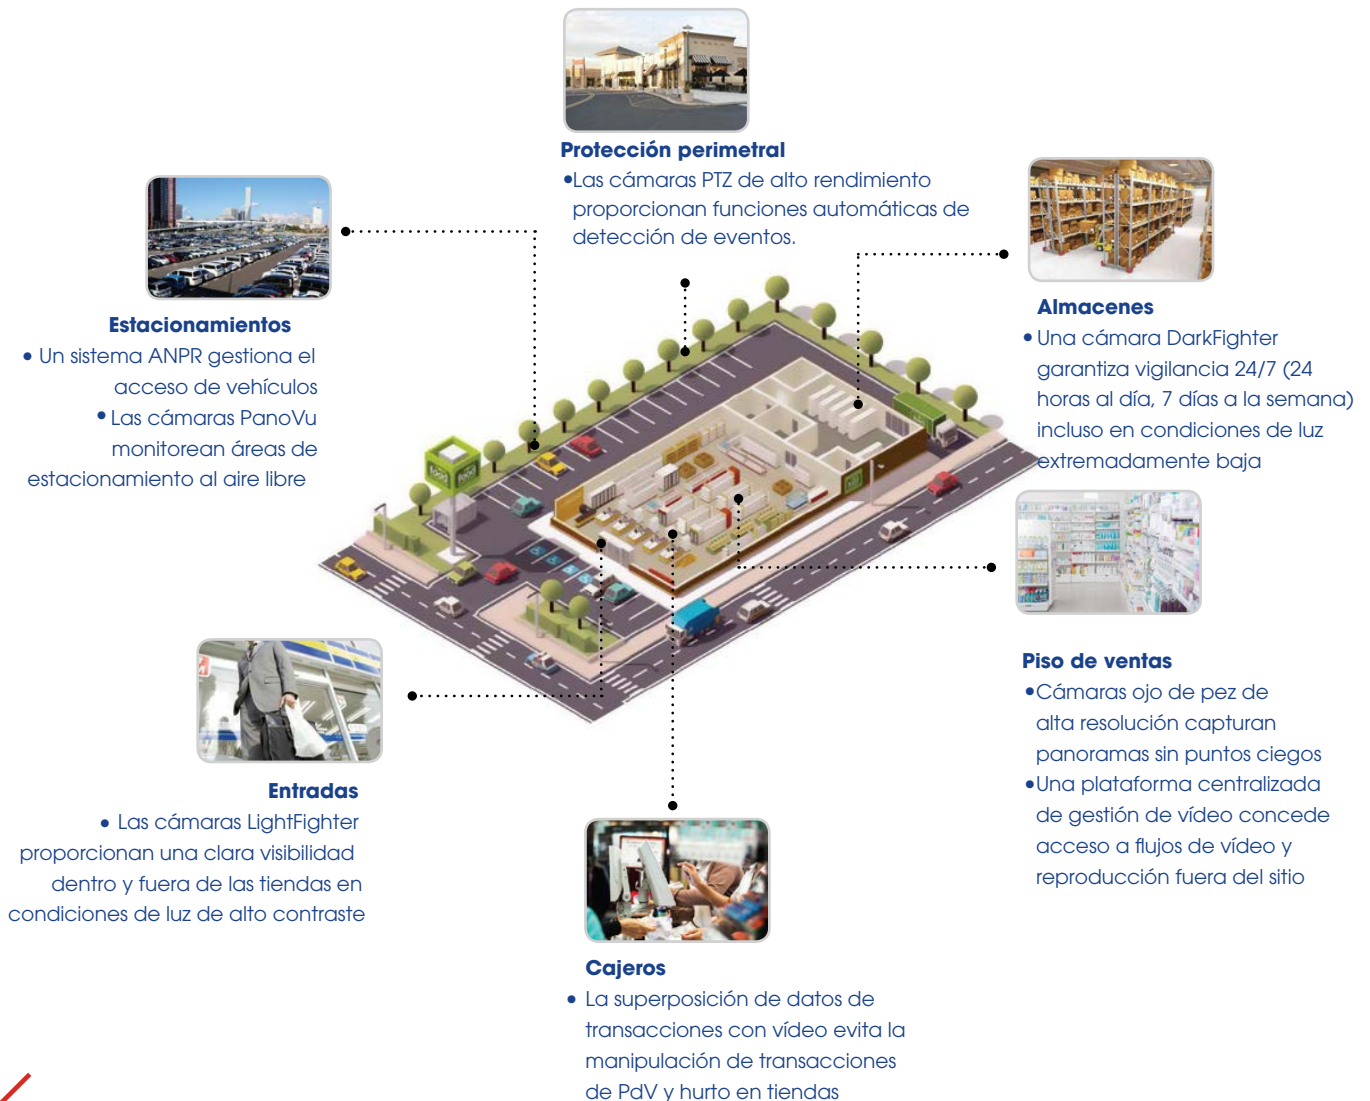 Protección perimetral
•Las cámaras PTZ de alto rendimiento
proporcionan funciones automáticas de
detección de eventos.
Estacionamientos
• Un sistema ANPR gestiona el
acceso de vehículos
• Las cámaras PanoVu
monitorean áreas de
estacionamiento al aire libre
Almacenes
• Una cámara DarkFighter
garantiza vigilancia 24/7 (24
horas al día, 7 días a la semana)
incluso en condiciones de luz
extremadamente baja
food
food
Piso de ventas
•Cámaras ojo de pez de
alta resolución capturan
panoramas sin puntos ciegos
•Una plataforma centralizada
de gestión de vídeo concede
acceso a flujos de vídeo y
reproducción fuera del sitio
Entradas
• Las cámaras LightFighter
proporcionan una clara visibilidad
dentro y fuera de las tiendas en
condiciones de luz de alto contraste
Cajeros
• La superposición de datos de
transacciones con vídeo evita la
manipulación de transacciones
de PdV y hurto en tiendas